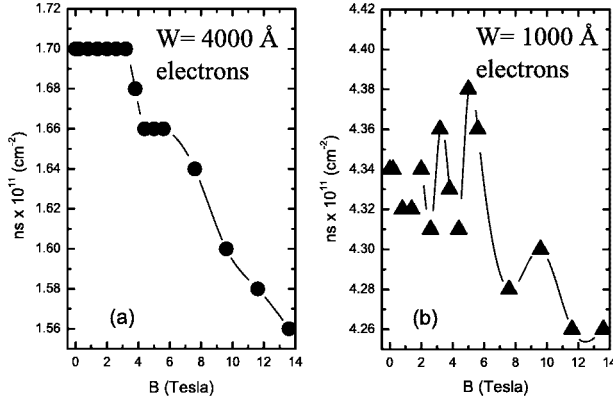 1.72
1.70
1.68
1.66
1.64
1.62
1.60
1.58
1.56
ns x 10¹¹ (cm⁻²)
W= 4000 Å
electrons
(a)
0 2 4 6 8 10 12 14
B (Tesla)
4.42
4.40
4.38
4.36
4.34
4.32
4.30
4.28
4.26
ns x 10¹¹ (cm⁻²)
W= 1000 Å
electrons
(b)
0 2 4 6 8 10 12 14
B (Tesla)